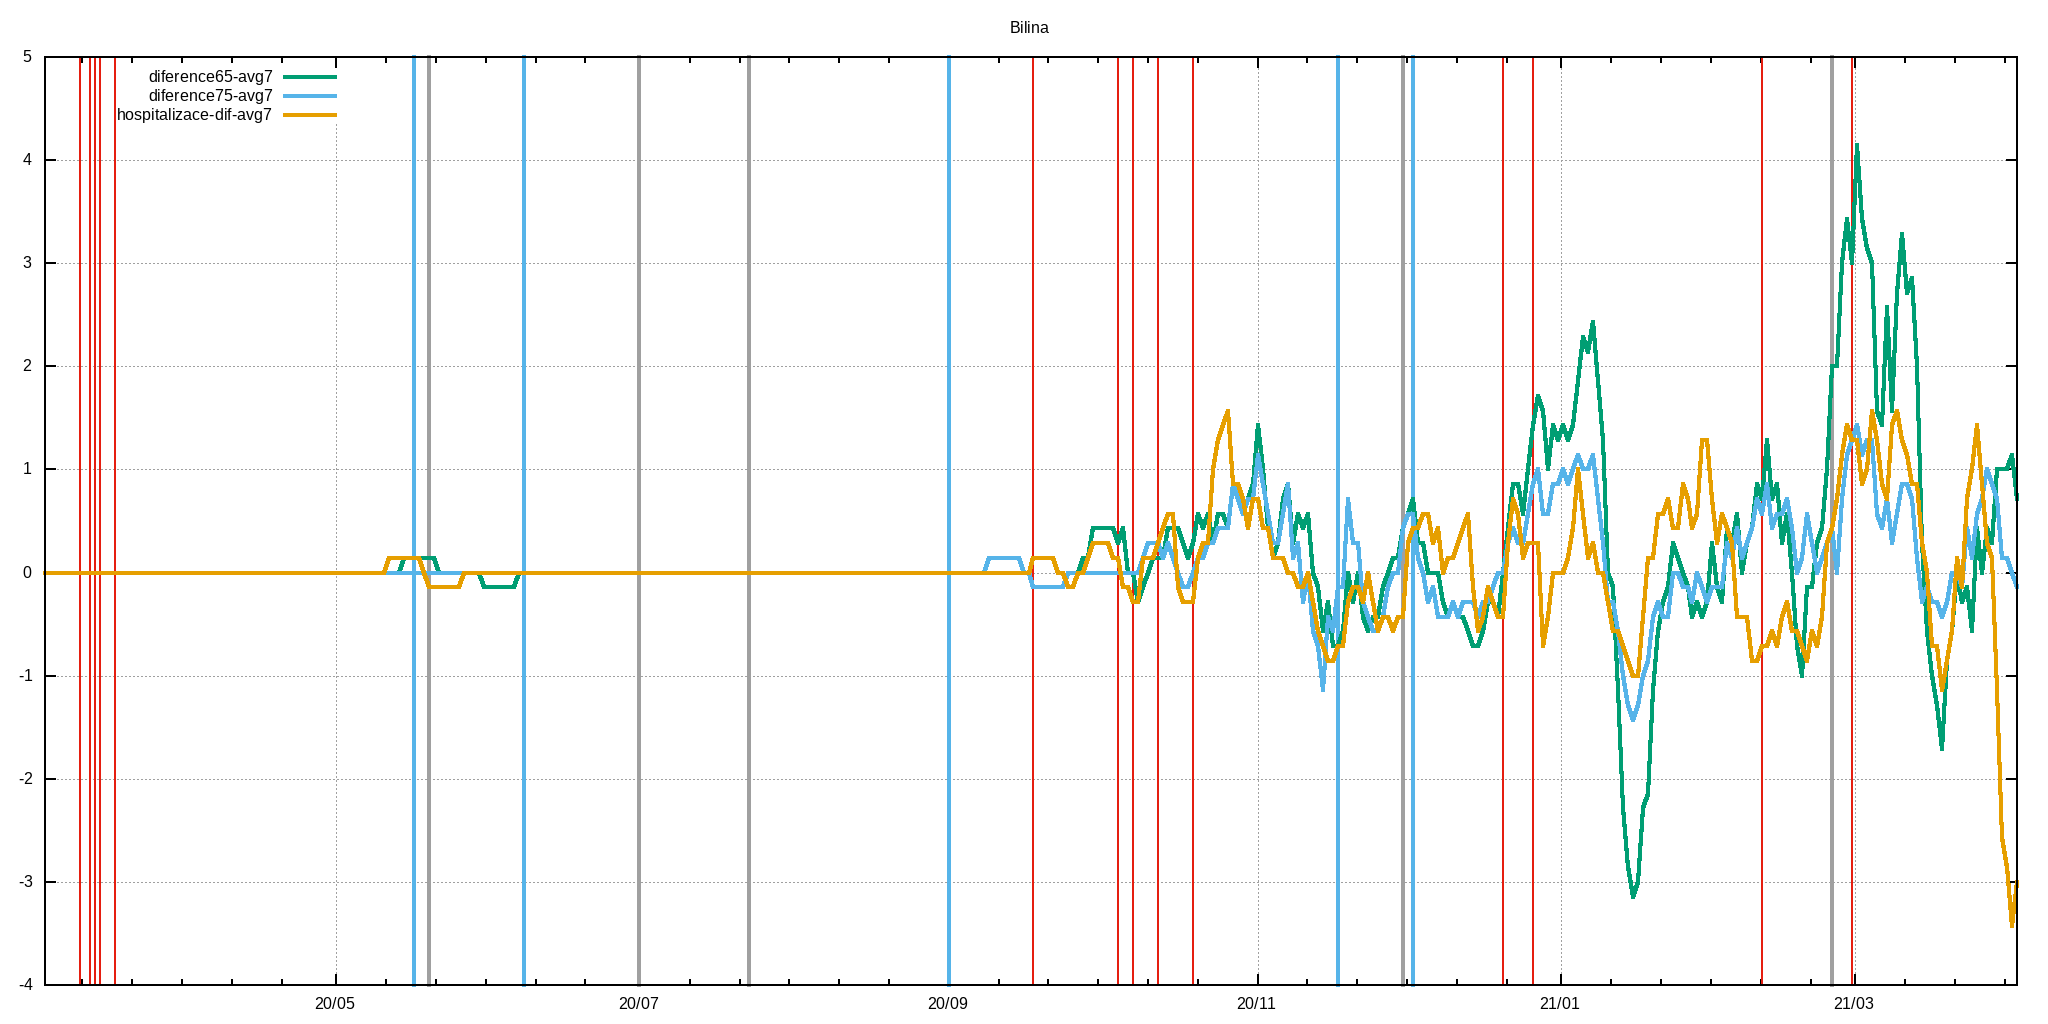 Bilina
diference65-avg7
diference75-avg7
hospitalizace-dif-avg7
5
4
3
2
1
0
-1
-2
-3
-4
20/05 20/07 20/09 20/11 21/01 21/03